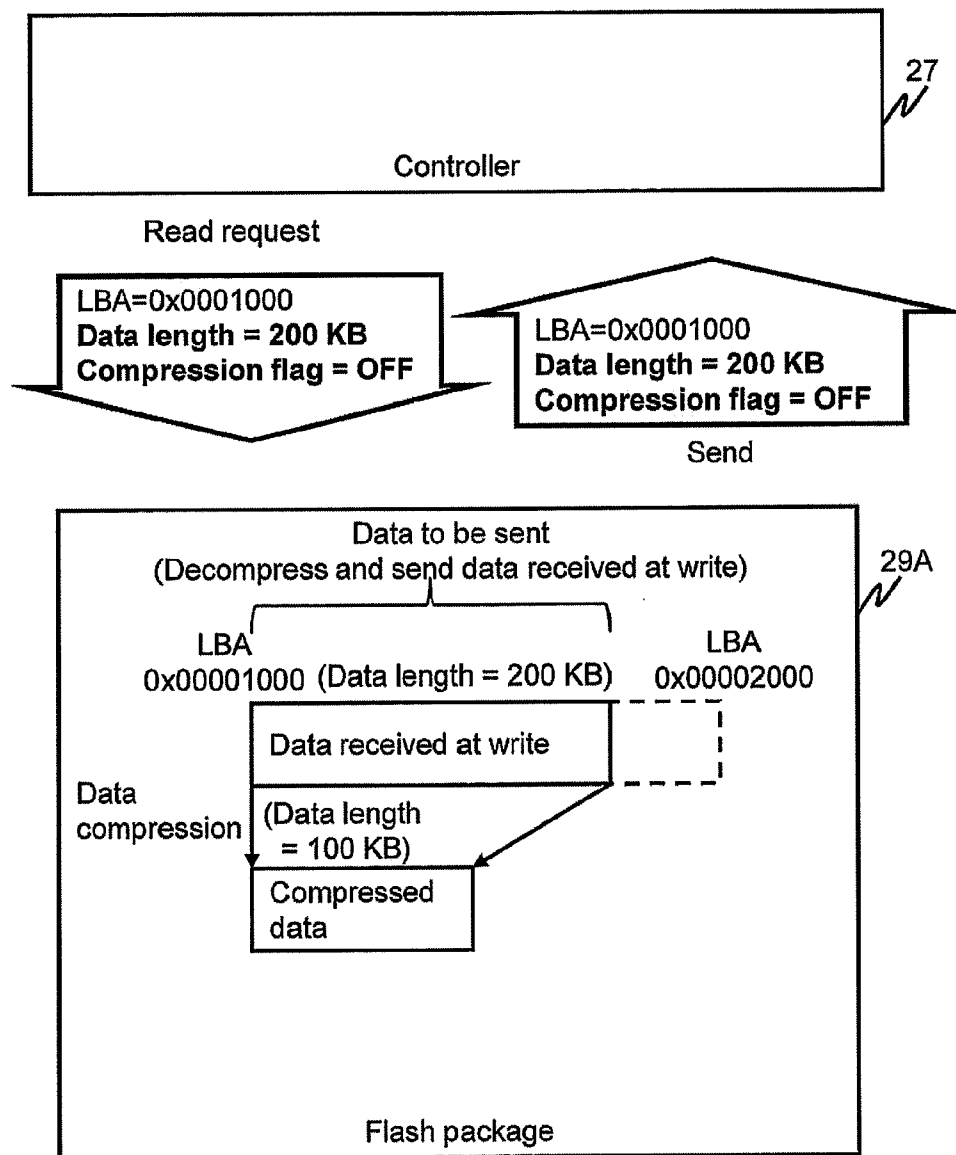 27
Controller
Read request
LBA=0x0001000
Data length = 200 KB
Compression flag = OFF
LBA=0x0001000
Data length = 200 KB
Compression flag = OFF
Send
Data to be sent
(Decompress and send data received at write)
29A
LBA
0x00001000 (Data length = 200 KB)
LBA
0x00002000
Data received at write
Data
compression
(Data length
= 100 KB)
Compressed
data
Flash package